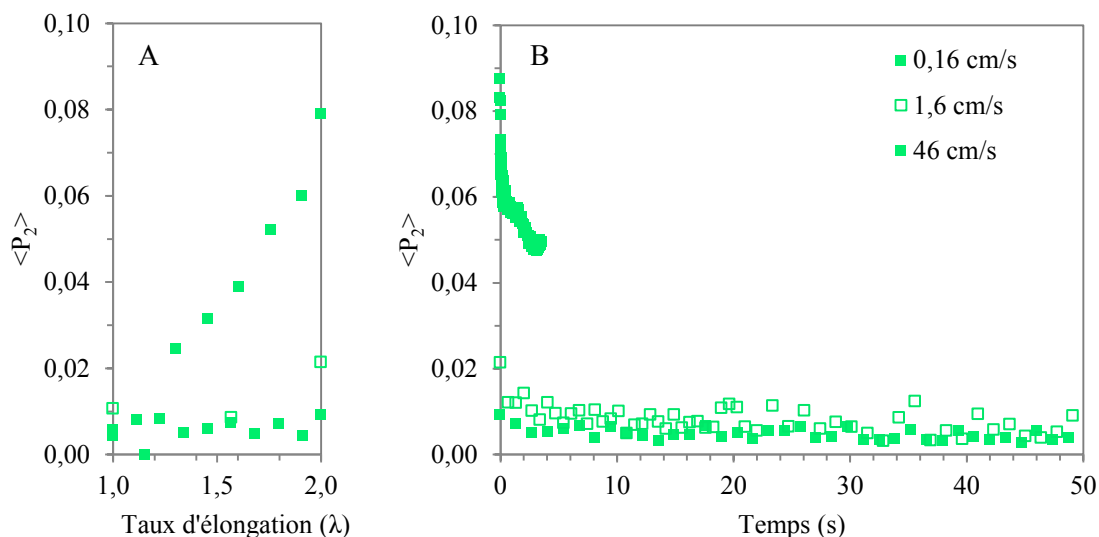 A
<P2>
0,10
0,08
0,06
0,04
0,02
0,00
1,0
1,5
2,0
Taux d'élongation (λ)
B
0,16 cm/s
1,6 cm/s
46 cm/s
<P2>
0,10
0,08
0,06
0,04
0,02
0,00
0
10
20
30
40
50
Temps (s)